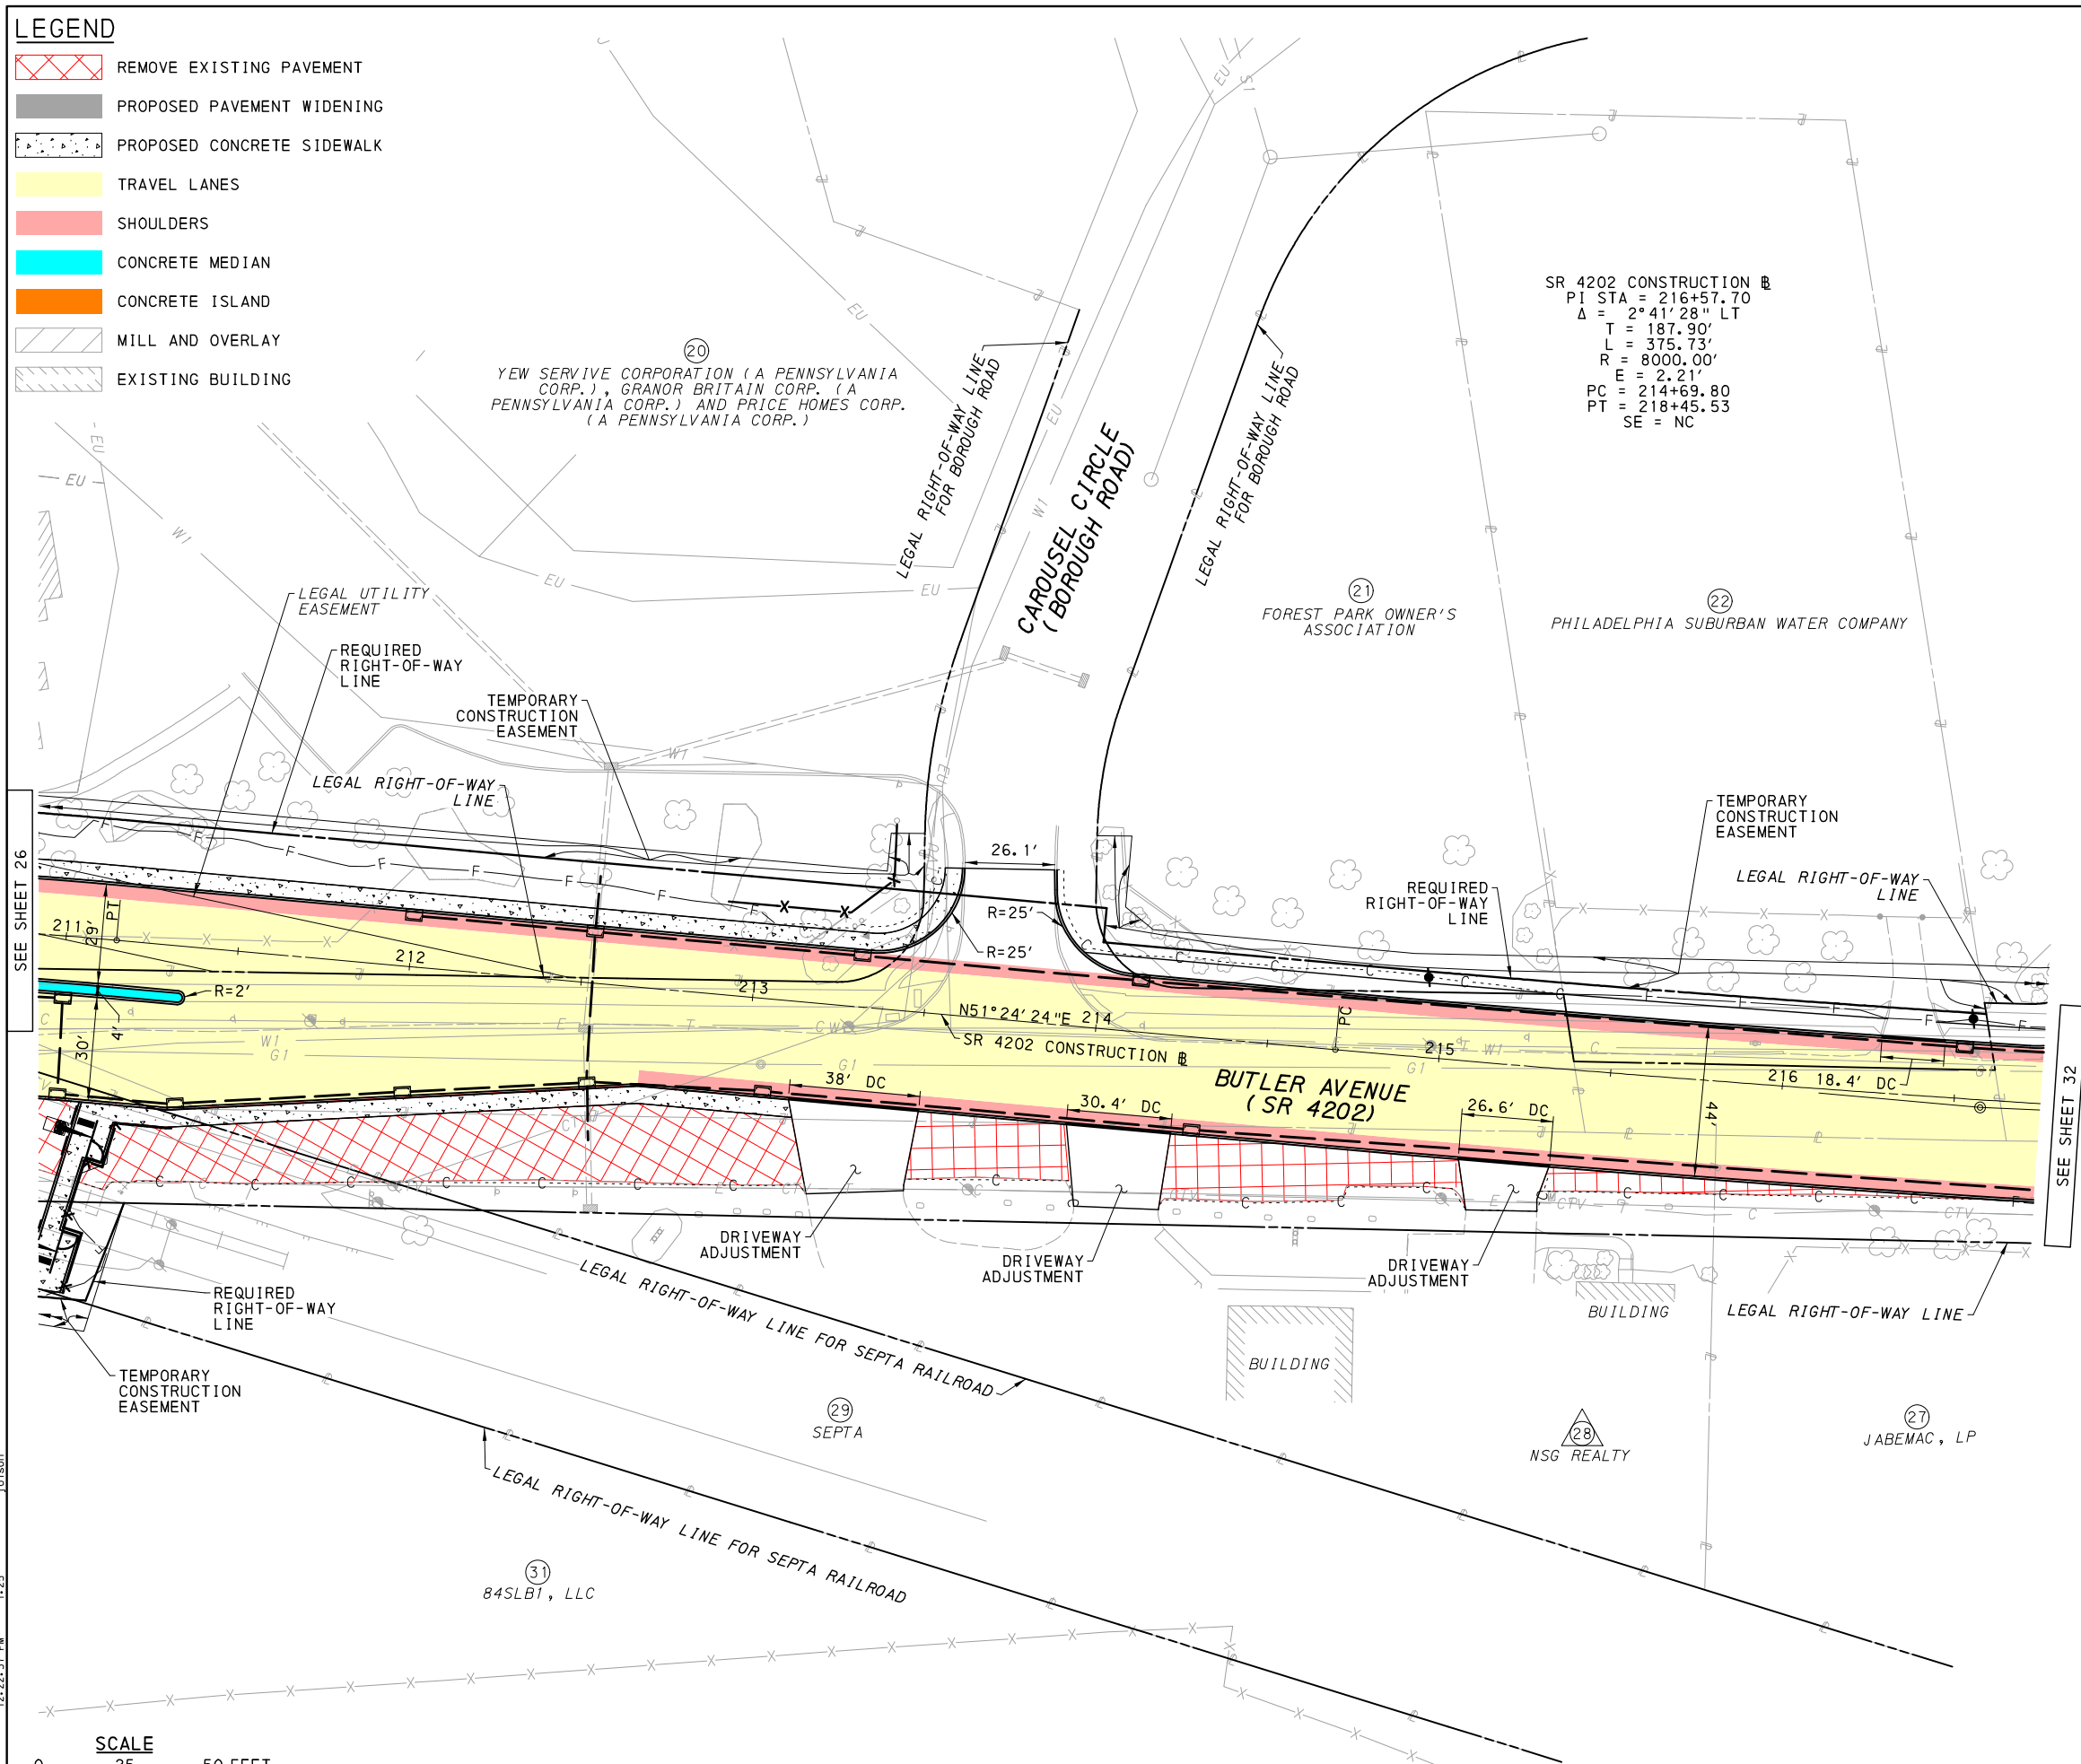 LEGEND
REMOVE EXISTING PAVEMENT
PROPOSED PAVEMENT WIDENING
PROPOSED CONCRETE SIDEWALK
TRAVEL LANES
SHOULDERS
CONCRETE MEDIAN
CONCRETE ISLAND
MILL AND OVERLAY
EXISTING BUILDING
SR 4202 CONSTRUCTION ℄
PI STA = 216+57.70
Δ = 2°41'28" LT
T = 187.90'
L = 375.73'
R = 8000.00'
E = 2.21'
PC = 214+69.80
PT = 218+45.53
SE = NC
20
YEW SERVIVE CORPORATION (A PENNSYLVANIA
CORP.), GRANOR BRITAIN CORP. (A
PENNSYLVANIA CORP.) AND PRICE HOMES CORP.
(A PENNSYLVANIA CORP.)
LEGAL RIGHT-OF-WAY LINE
FOR BOROUGH ROAD
CAROUSEL CIRCLE
(BOROUGH ROAD)
LEGAL RIGHT-OF-WAY LINE
FOR BOROUGH ROAD
21
FOREST PARK OWNER'S
ASSOCIATION
22
PHILADELPHIA SUBURBAN WATER COMPANY
LEGAL UTILITY
EASEMENT
REQUIRED
RIGHT-OF-WAY
LINE
TEMPORARY
CONSTRUCTION
EASEMENT
LEGAL RIGHT-OF-WAY
LINE
TEMPORARY
CONSTRUCTION
EASEMENT
LEGAL RIGHT-OF-WAY
LINE
REQUIRED
RIGHT-OF-WAY
LINE
SEE SHEET 26
26.1'
R=25'
R=25'
211
PT
29'
212
213
R=2'
4'
30'
N51°24'24"E
214
SR 4202 CONSTRUCTION ℄
PC
215
216
18.4' DC
BUTLER AVENUE
(SR 4202)
38' DC
30.4' DC
26.6' DC
44'
SEE SHEET 32
DRIVEWAY
ADJUSTMENT
DRIVEWAY
ADJUSTMENT
DRIVEWAY
ADJUSTMENT
REQUIRED
RIGHT-OF-WAY
LINE
TEMPORARY
CONSTRUCTION
EASEMENT
LEGAL RIGHT-OF-WAY LINE FOR SEPTA RAILROAD
BUILDING
BUILDING
LEGAL RIGHT-OF-WAY LINE
29
SEPTA
28
NSG REALTY
27
JABEMAC, LP
LEGAL RIGHT-OF-WAY LINE FOR SEPTA RAILROAD
31
84SLB1, LLC
SCALE
0 25 50 FEET